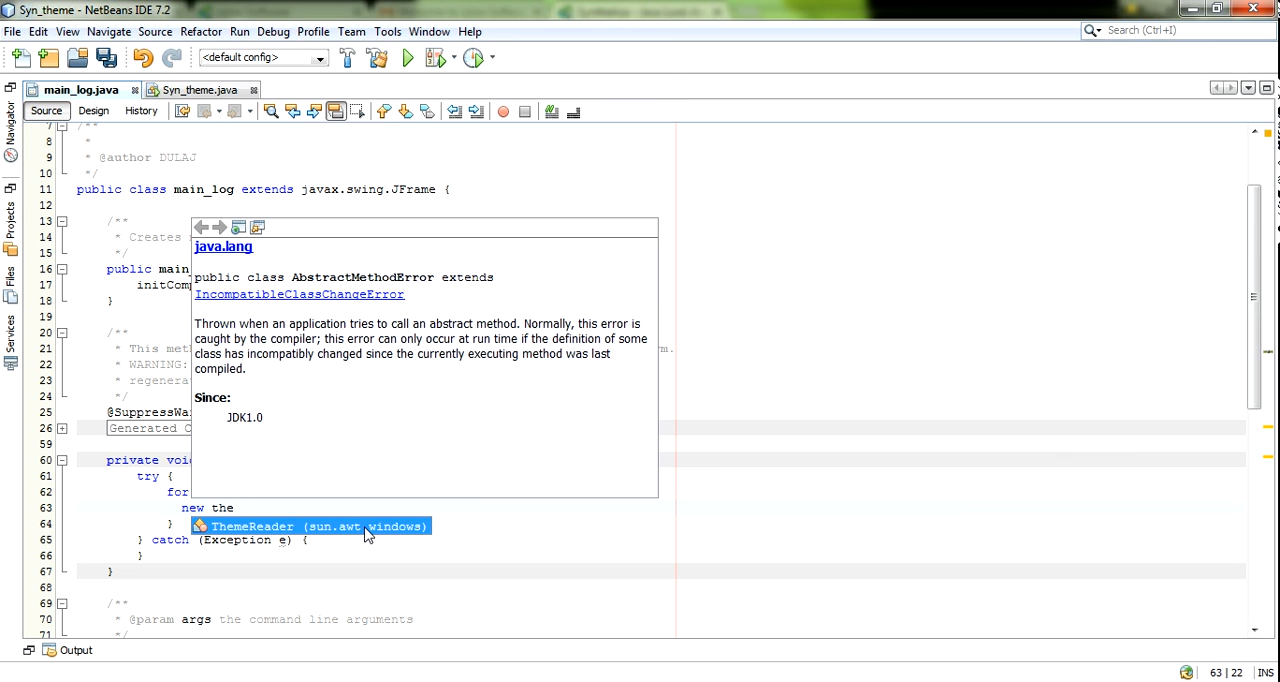 Syn_theme - NetBeans IDE 7.2
File Edit View Navigate Source Refactor Run Debug Profile Team Tools Window Help
Search (Ctrl+I)
<default config>
main_log.java
Syn_theme.java
Source Design History
Navigator
Projects
Files
Services
7 /**
8 *
9 * @author DULAJ
10 */
11 public class main_log extends javax.swing.JFrame {
12
13 /**
14 * Creates
15 */
16 public main
17 initComp
18 }
19
20 /**
21 * This met m.
22 * WARNING:
23 * regenera
24 */
25 @SuppressWa
26 Generated C
59
60 private voi
61 try {
62 for
63 new the
64 }
65 } catch (Exception e) {
66 }
67 }
68
69 /**
70 * @param args the command line arguments
71 */
java.lang
public class AbstractMethodError extends
IncompatibleClassChangeError
Thrown when an application tries to call an abstract method. Normally, this error is
caught by the compiler; this error can only occur at run time if the definition of some
class has incompatibly changed since the currently executing method was last
compiled.
Since:
JDK1.0
ThemeReader (sun.awt.windows)
Output
63 | 22 INS